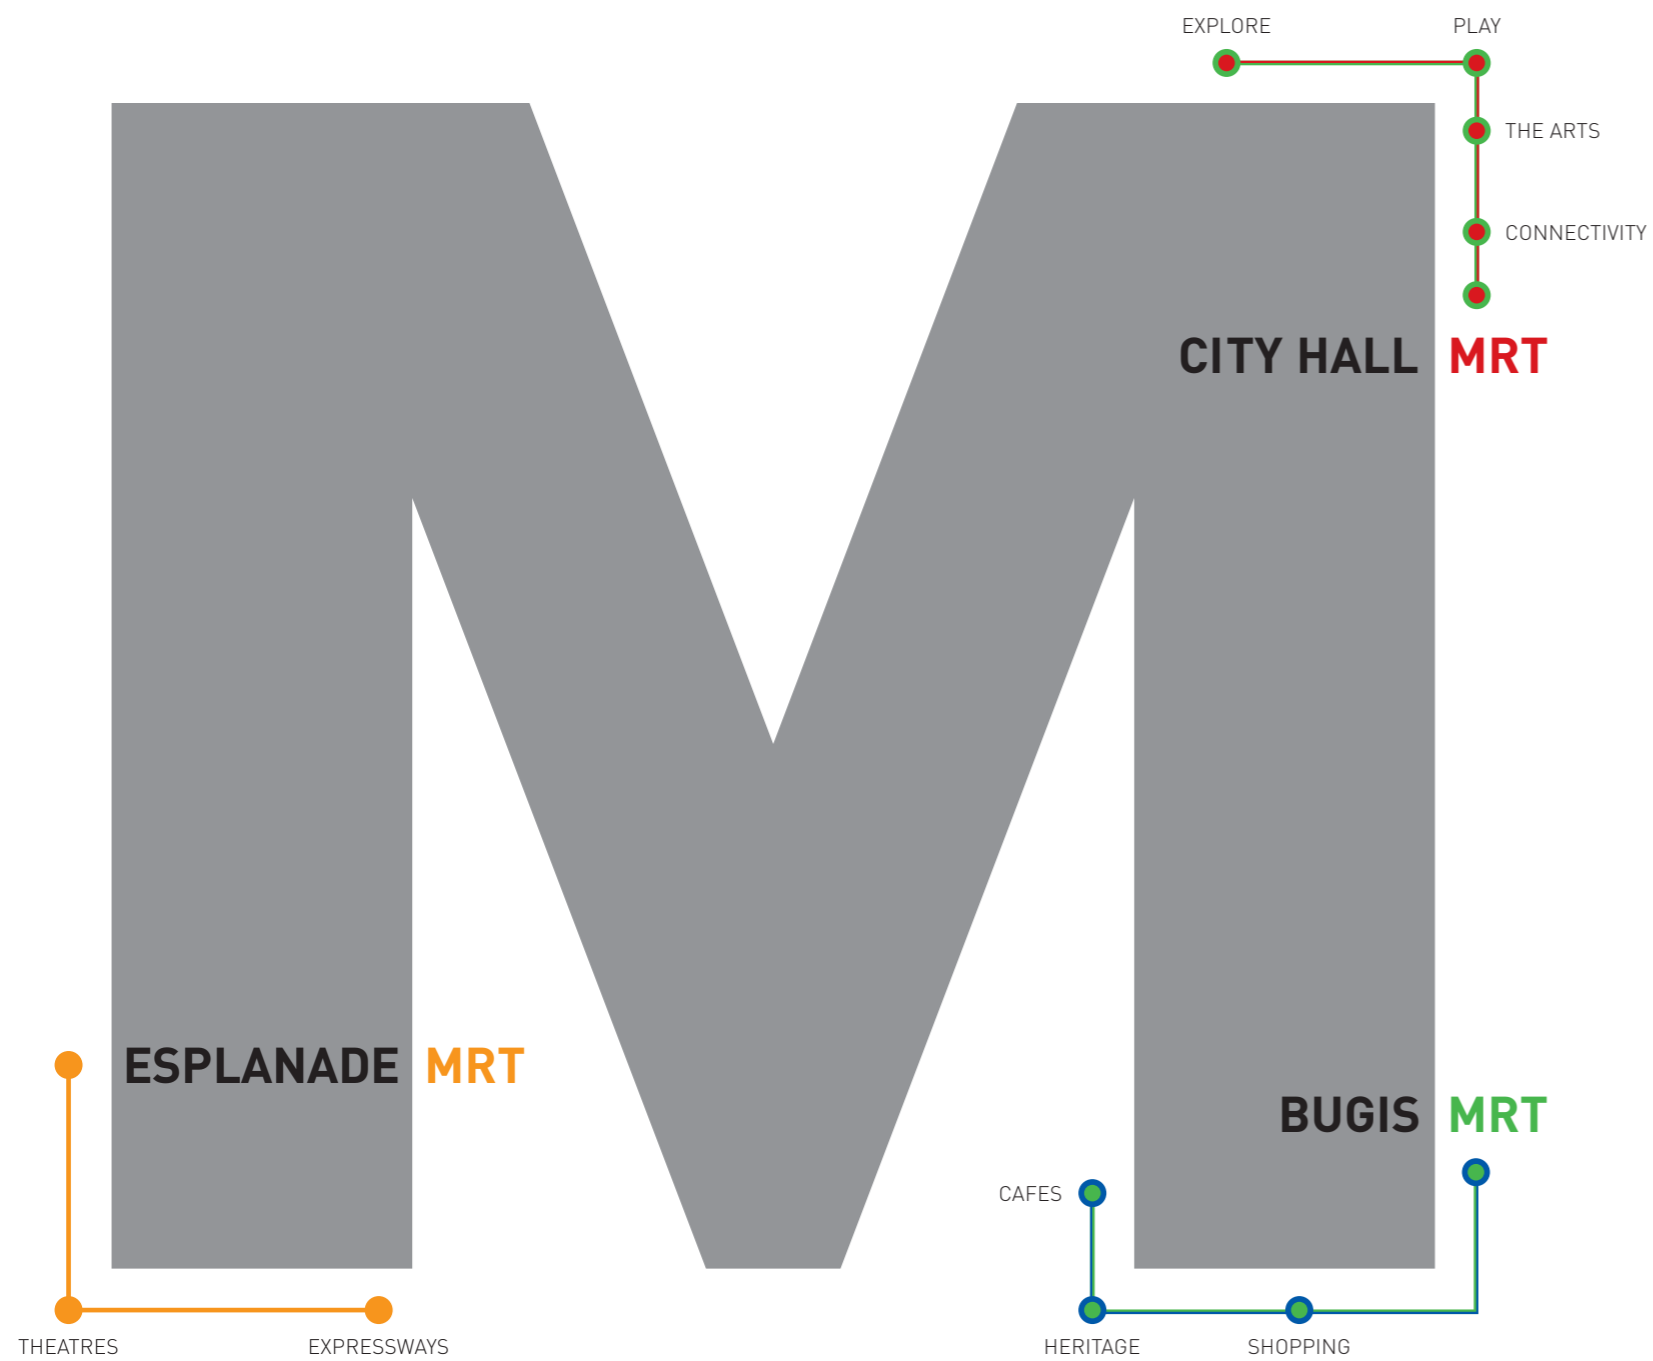 EXPLORE
PLAY
THE ARTS
CONNECTIVITY
CITY HALL MRT
M
ESPLANADE MRT
BUGIS MRT
CAFES
THEATRES
EXPRESSWAYS
HERITAGE
SHOPPING